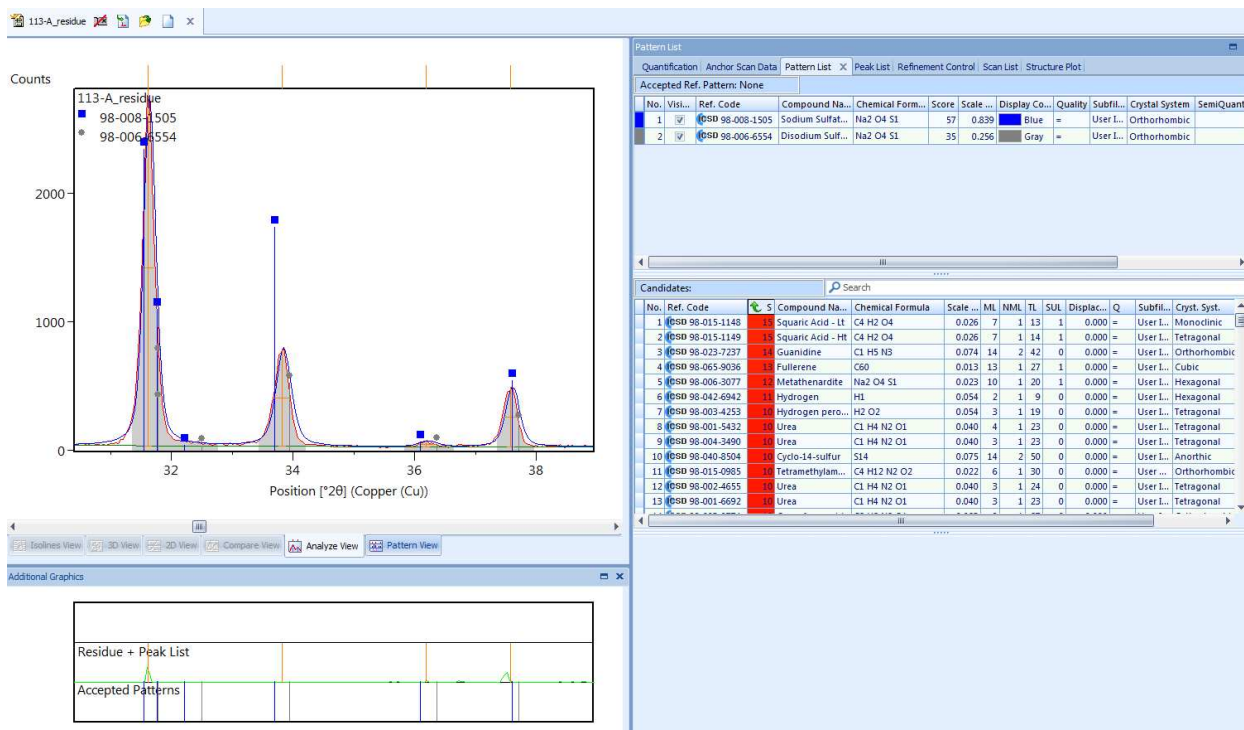 113-A_residue
Pattern List
Quantification Anchor Scan Data Pattern List Peak List Refinement Control Scan List Structure Plot
Accepted Ref. Pattern: None
No. Visi... Ref. Code Compound Na... Chemical Form... Score Scale ... Display Co... Quality Subfil... Crystal System SemiQuant
1 ICSD 98-008-1505 Sodium Sulfat... Na2 O4 S1 57 0.839 Blue = User I... Orthorhombic
2 ICSD 98-006-6554 Disodium Sulf... Na2 O4 S1 35 0.256 Gray = User I... Orthorhombic
Counts
113-A_residue
98-008-1505
98-006-6554
2000
1000
0
32 34 36 38
Position [°2θ] (Copper (Cu))
Candidates: Search
No. Ref. Code S Compound Na... Chemical Formula Scale ... ML NML TL SUL Displac... Q Subfil... Cryst. Syst.
1 ICSD 98-015-1148 15 Squaric Acid - Lt C4 H2 O4 0.026 7 1 13 1 0.000 = User I... Monoclinic
2 ICSD 98-015-1149 15 Squaric Acid - Ht C4 H2 O4 0.026 7 1 14 1 0.000 = User I... Tetragonal
3 ICSD 98-023-7237 14 Guanidine C1 H5 N3 0.074 14 2 42 0 0.000 = User I... Orthorhombic
4 ICSD 98-065-9036 13 Fullerene C60 0.013 13 1 27 1 0.000 = User I... Cubic
5 ICSD 98-006-3077 12 Metathenardite Na2 O4 S1 0.023 10 1 20 1 0.000 = User I... Hexagonal
6 ICSD 98-042-6942 11 Hydrogen H1 0.054 2 1 9 0 0.000 = User I... Hexagonal
7 ICSD 98-003-4253 10 Hydrogen pero... H2 O2 0.054 3 1 19 0 0.000 = User I... Tetragonal
8 ICSD 98-001-5432 10 Urea C1 H4 N2 O1 0.040 4 1 23 0 0.000 = User I... Tetragonal
9 ICSD 98-004-3490 10 Urea C1 H4 N2 O1 0.040 3 1 23 0 0.000 = User I... Tetragonal
10 ICSD 98-040-8504 10 Cyclo-14-sulfur S14 0.075 14 2 50 0 0.000 = User I... Anorthic
11 ICSD 98-015-0985 10 Tetramethylam... C4 H12 N2 O2 0.022 6 1 30 0 0.000 = User ... Orthorhombic
12 ICSD 98-002-4655 10 Urea C1 H4 N2 O1 0.040 3 1 24 0 0.000 = User I... Tetragonal
13 ICSD 98-001-6692 10 Urea C1 H4 N2 O1 0.040 3 1 23 0 0.000 = User I... Tetragonal
Isolines View 3D View 2D View Compare View Analyze View Pattern View
Additional Graphics
Residue + Peak List
Accepted Patterns